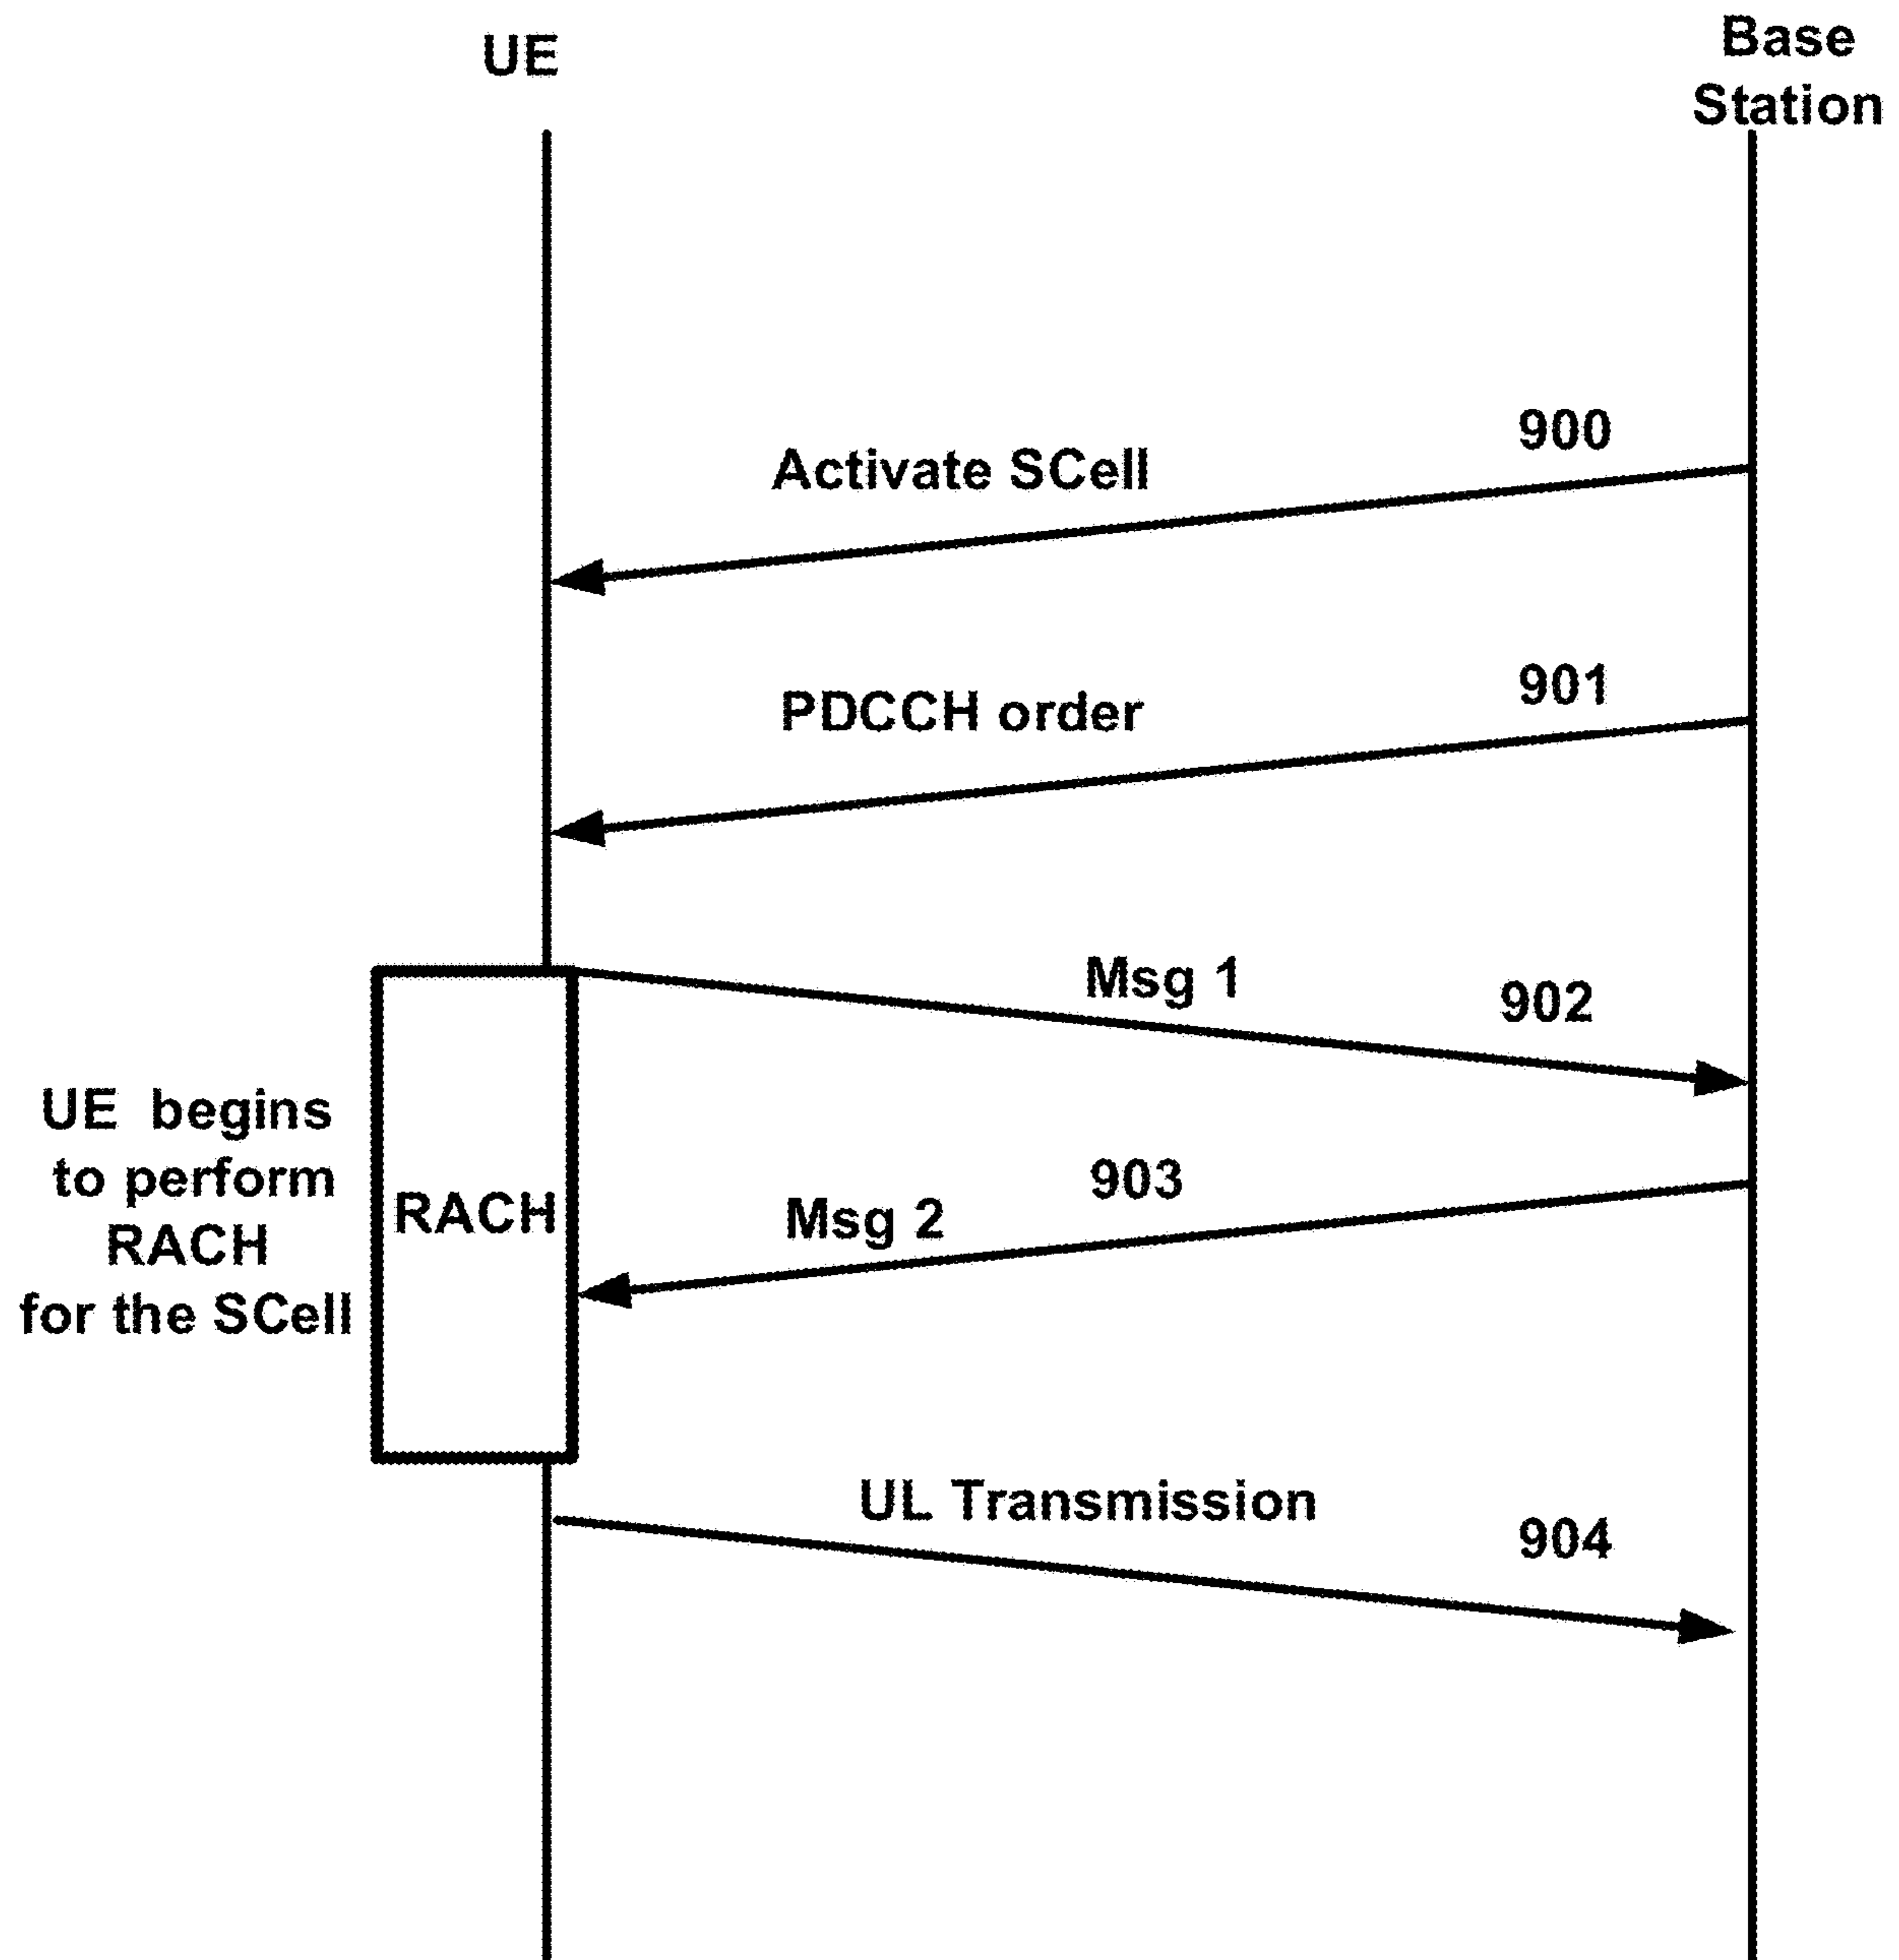 UE
Base
Station
900
Activate SCell
901
PDCCH order
Msg 1
902
UE begins
to perform
RACH
for the SCell
RACH
903
Msg 2
UL Transmission
904